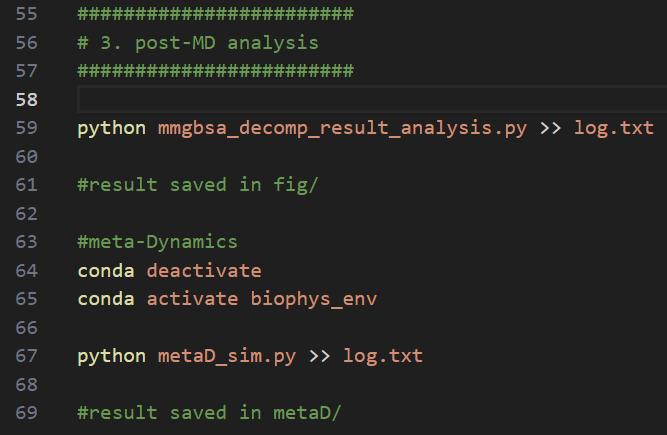 55 ########################
56 # 3. post-MD analysis
57 ########################
58
59 python mmgbsa_decomp_result_analysis.py >> log.txt
60
61 #result saved in fig/
62
63 #meta-Dynamics
64 conda deactivate
65 conda activate biophys_env
66
67 python metaD_sim.py >> log.txt
68
69 #result saved in metaD/